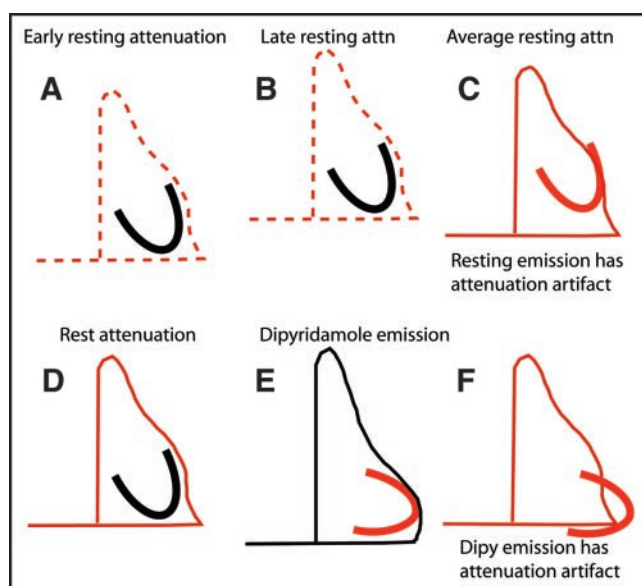 Early resting attenuation
Late resting attn
Average resting attn
A
B
C
Resting emission has
attenuation artifact
Rest attenuation
Dipyridamole emission
D
E
F
Dipy emission has
attenuation artifact